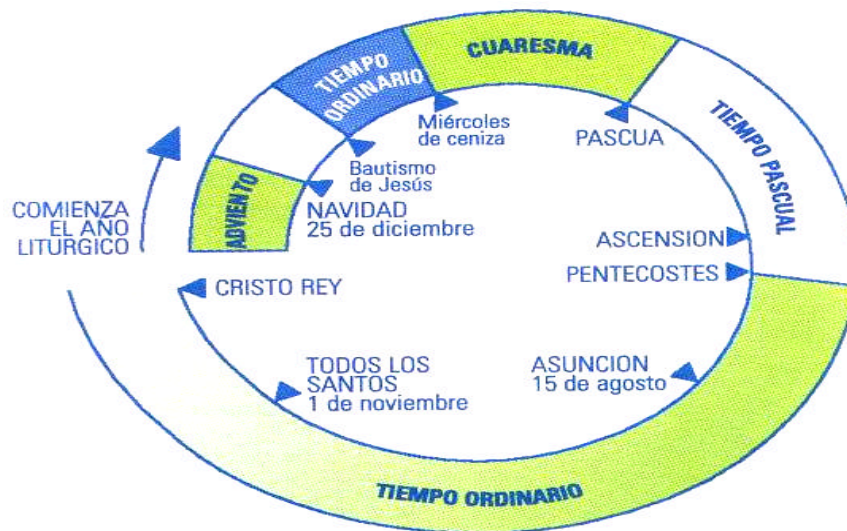 COMIENZA
EL AÑO
LITURGICO
ADVIENTO
NAVIDAD
25 de diciembre
Bautismo
de Jesús
TIEMPO
ORDINARIO
Miércoles
de ceniza
CUARESMA
PASCUA
TIEMPO PASCUAL
ASCENSION
PENTECOSTES
ASUNCION
15 de agosto
TIEMPO ORDINARIO
TODOS LOS
SANTOS
1 de noviembre
CRISTO REY